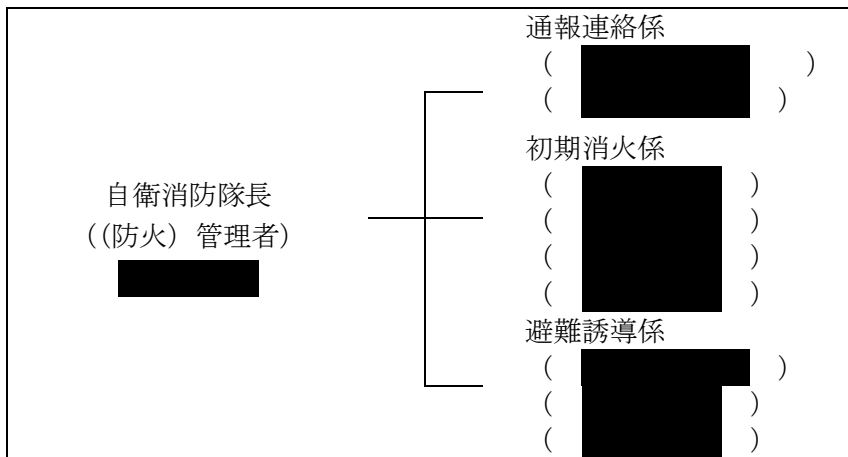 自衛消防隊長
((防火）管理者）
通報連絡係
（　　）
（　　）
初期消火係
（　　）
（　　）
（　　）
（　　）
避難誘導係
（　　）
（　　）
（　　）